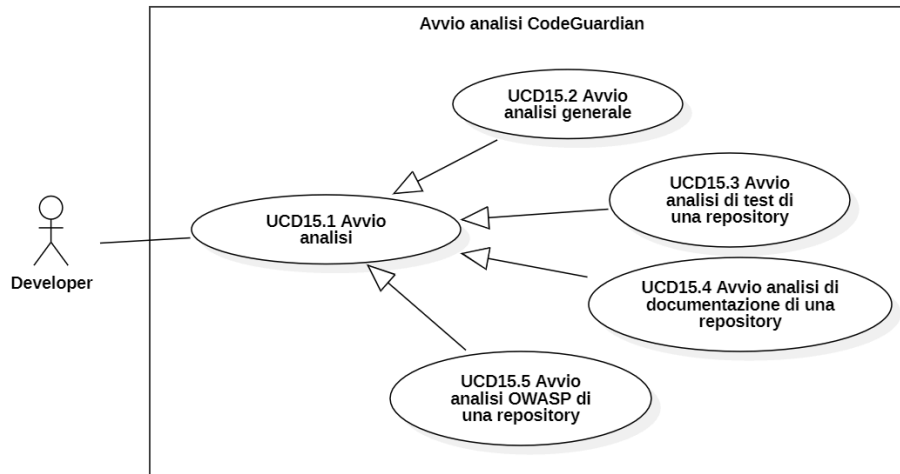 Avvio analisi CodeGuardian
UCD15.2 Avvio
analisi generale
UCD15.3 Avvio
analisi di test di
una repository
UCD15.1 Avvio
analisi
Developer
UCD15.4 Avvio analisi di
documentazione di una
repository
UCD15.5 Avvio
analisi OWASP di
una repository